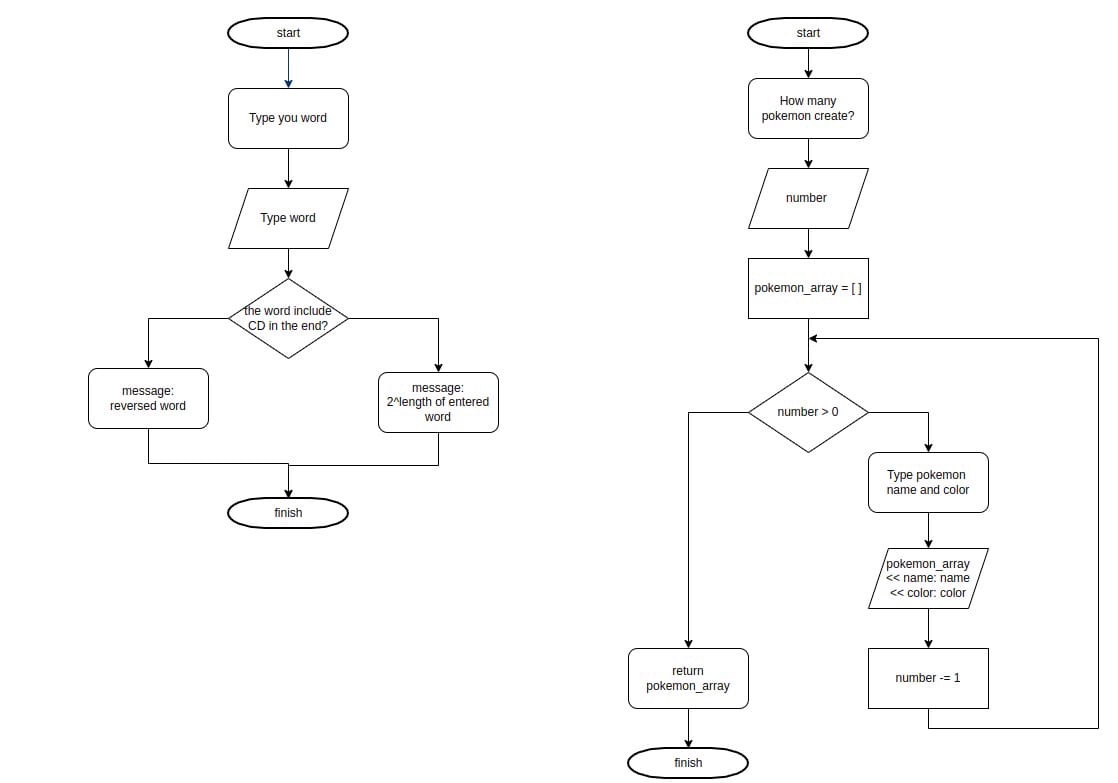 start
Type you word
Type word
the word include
CD in the end?
message:
reversed word
message:
2^length of entered
word
finish
start
How many
pokemon create?
number
pokemon_array = [ ]
number > 0
Type pokemon
name and color
pokemon_array
<< name: name
<< color: color
number -= 1
return
pokemon_array
finish